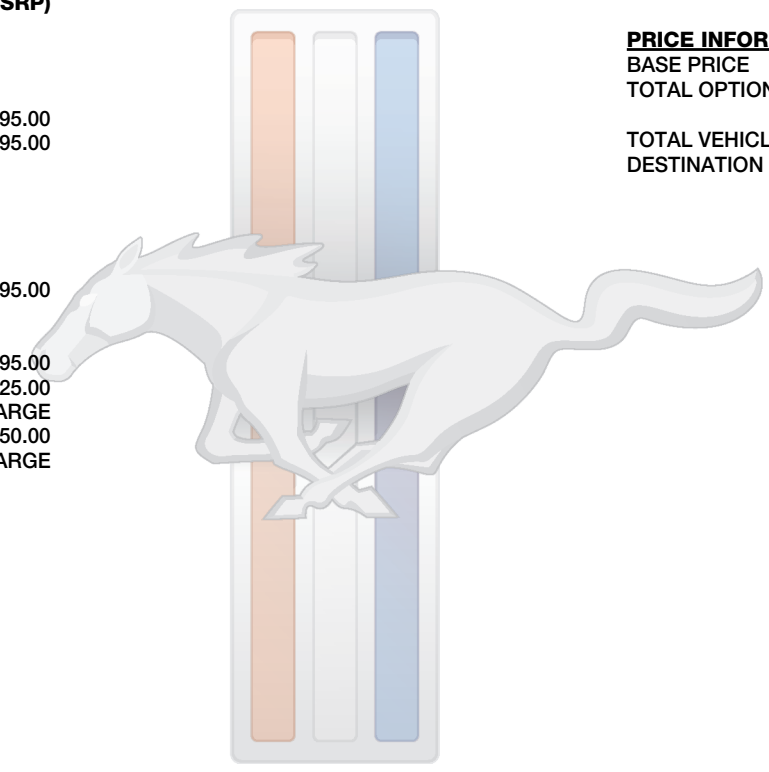 SRP)
95.00
95.00
95.00
95.00
25.00
ARGE
50.00
ARGE
PRICE INFOR
BASE PRICE
TOTAL OPTION
TOTAL VEHICL
DESTINATION